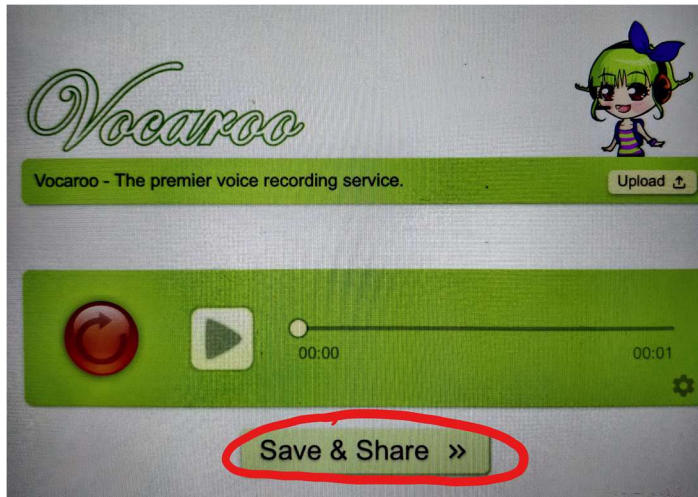 Vocaroo
Vocaroo - The premier voice recording service.
Upload
00:00
00:01
Save & Share »